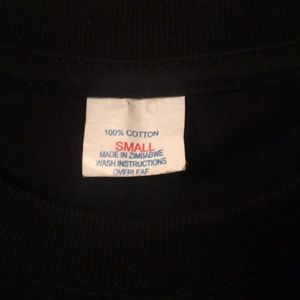 100% COTTON
SMALL
MADE IN ZIMBABWE
WASH INSTRUCTIONS
OVERLEAF